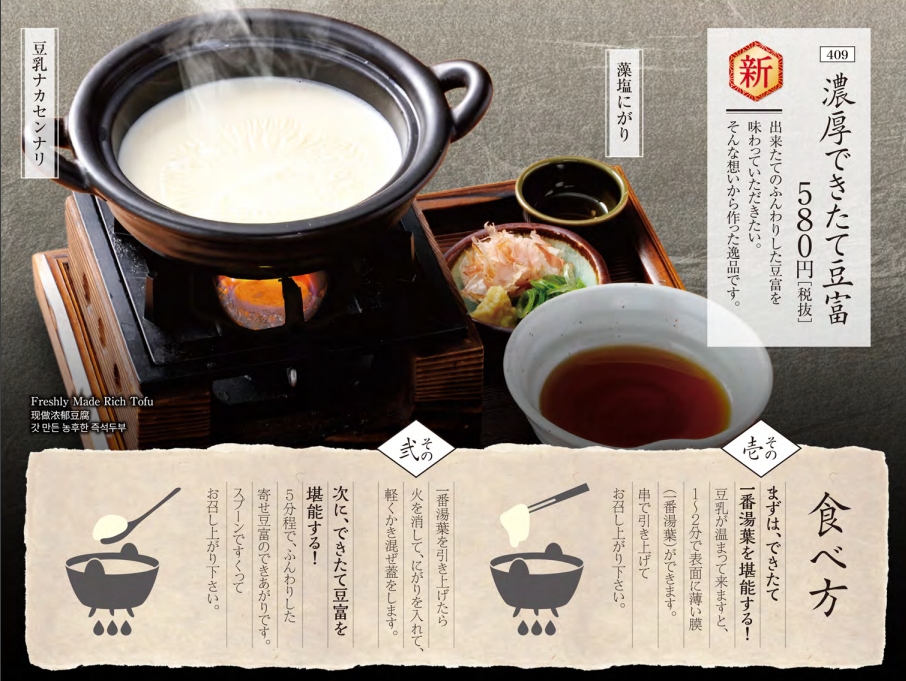 409
新
濃厚できたて豆富
580円[税抜]
出来たてのふんわりした豆富を
味わっていただきたい。
そんな想いから作った逸品です。
藻塩にがり
豆乳ナカセンナリ
Freshly Made Rich Tofu
现做浓郁豆腐
갓 만든 농후한 즉석두부
食べ方
その
壱
まずは、できたて
一番湯葉を堪能する！
豆乳が温まって来ますと、
1〜2分で表面に薄い膜
(一番湯葉)ができます。
串で引き上げて
お召し上がり下さい。
その
弐
一番湯葉を引き上げたら
火を消して、にがりを入れて、
軽くかき混ぜ蓋をします。
次に、できたて豆富を
堪能する！
5分程で、ふんわりした
寄せ豆富のできあがりです。
スプーンですくって
お召し上がり下さい。